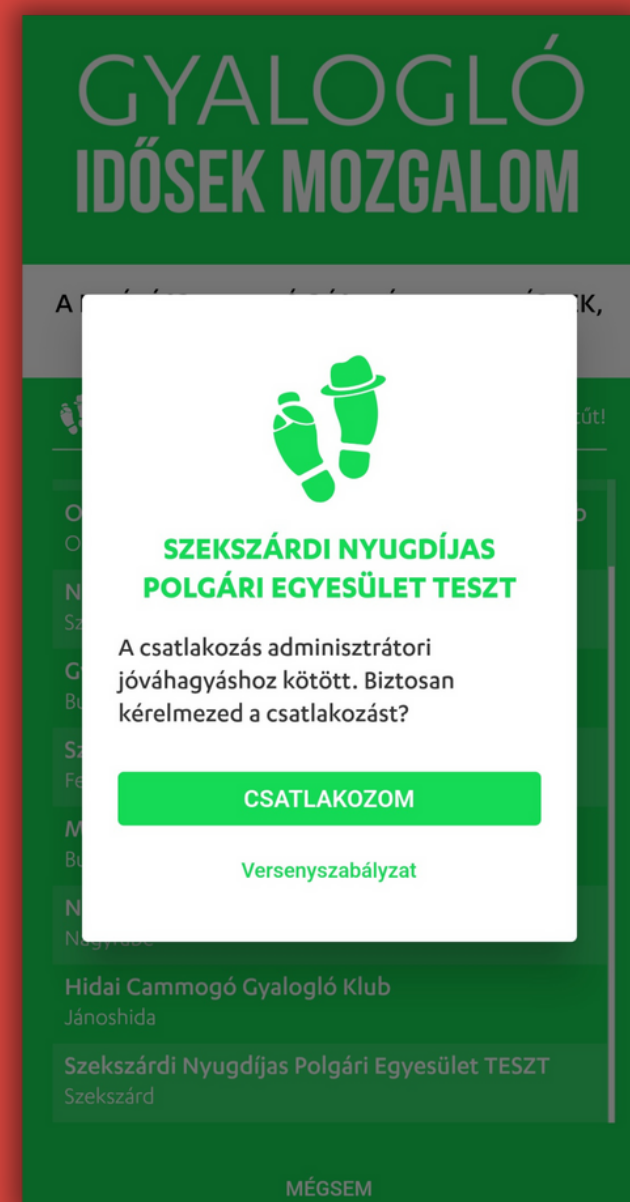 GYALOGLÓ
IDŐSEK MOZGALOM
SZEKSZÁRDI NYUGDÍJAS
POLGÁRI EGYESÜLET TESZT
A csatlakozás adminisztrátori
jóváhagyáshoz kötött. Biztosan
kérelmezed a csatlakozást?
CSATLAKOZOM
Versenyszabályzat
Hidai Cammogó Gyalogló Klub
Jánoshida
Szekszárdi Nyugdíjas Polgári Egyesület TESZT
Szekszárd
MÉGSEM